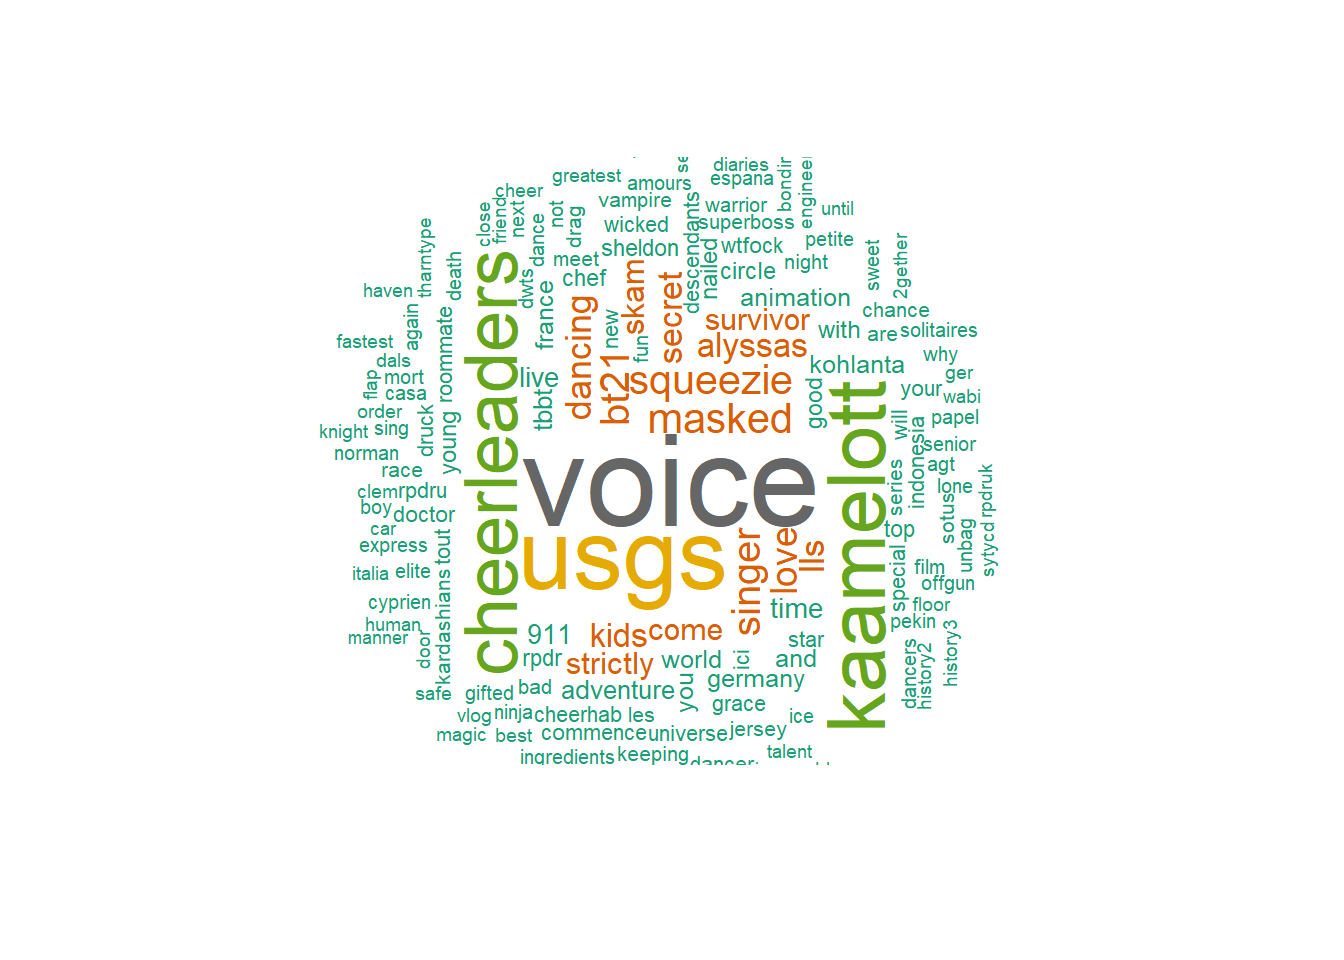 diaries
greatest
amours
espana
cheer
vampire
warrior
until
wicked
superboss
close
friend
next
dance
not
drag
descendants
sheldon
wtfock
petite
meet
nailed
circle
night
sweet
2gether
tharntype
death
haven
dwts
chef
skam
secret
animation
chance
france
dancing
new
fun
survivor
with
are
solitaires
again
fastest
alyssas
kohlanta
why
dals
roommate
cheerleaders
live
bt21
squeezie
good
your
ger
flap
mort
casa
tbbt
masked
kaamelott
will
wabi
order
druck
young
papel
knight
sing
indonesia
senior
norman
race
voice
series
agt
clem
rpdru
lone
boy
doctor
sotus
unbag
rpdruk
sytycd
car
top
express
tout
usgs
singer
love
lls
special
film
italia
elite
offgun
cyprien
kardashians
time
floor
human
manner
911
kids
come
star
pekin
door
rpdr
strictly
world
ici
and
history3
safe
gifted
bad
adventure
you
germany
dancers
history2
vlog
ninja
cheerhab
les
grace
ice
magic
best
commence
universe
jersey
ingredients
keeping
talent